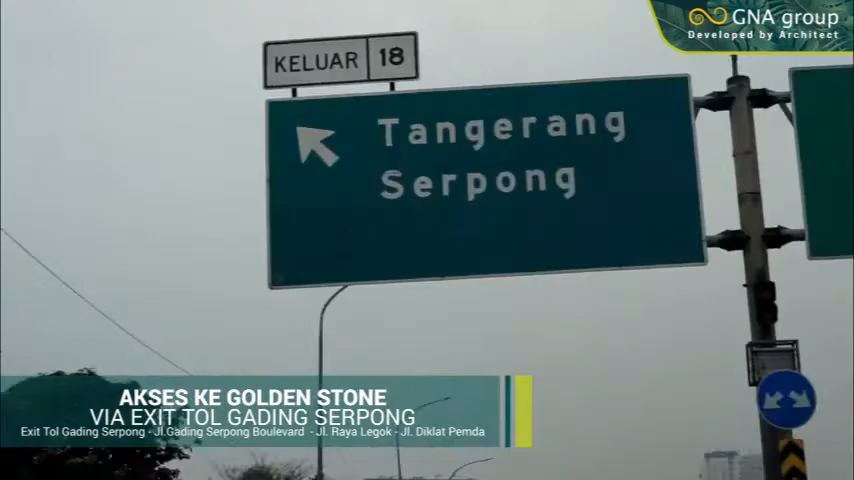 GNA group
Developed by Architect
KELUAR 18
Tangerang
Serpong
AKSES KE GOLDEN STONE
VIA EXIT TOL GADING SERPONG
Exit Tol Gading Serpong - Jl.Gading Serpong Boulevard - Jl. Raya Legok - Jl. Diklat Pemda